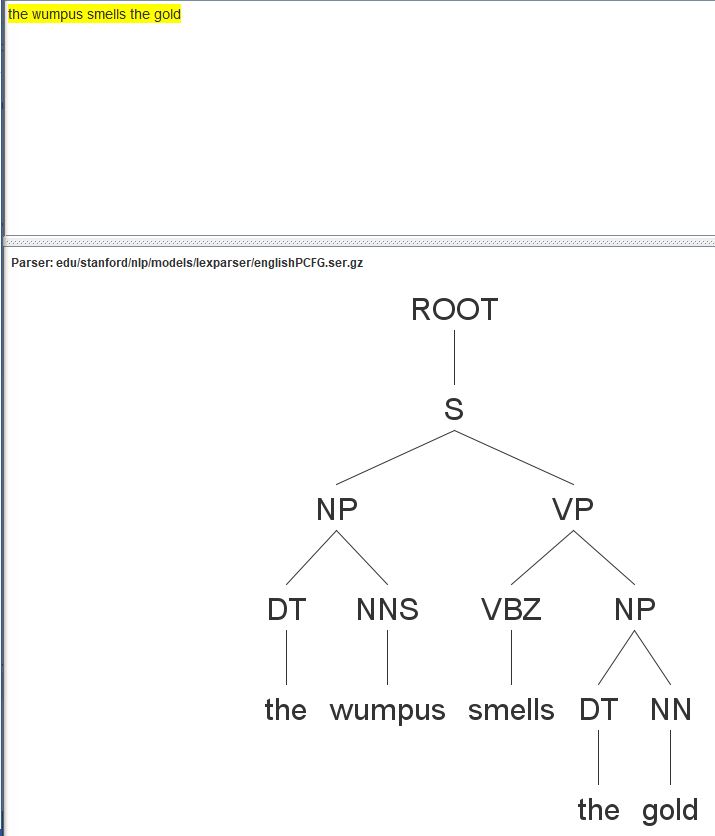 the wumpus smells the gold
Parser: edu/stanford/nlp/models/lexparser/englishPCFG.ser.gz
ROOT
S
NP VP
DT NNS VBZ NP
the wumpus smells DT NN
the gold